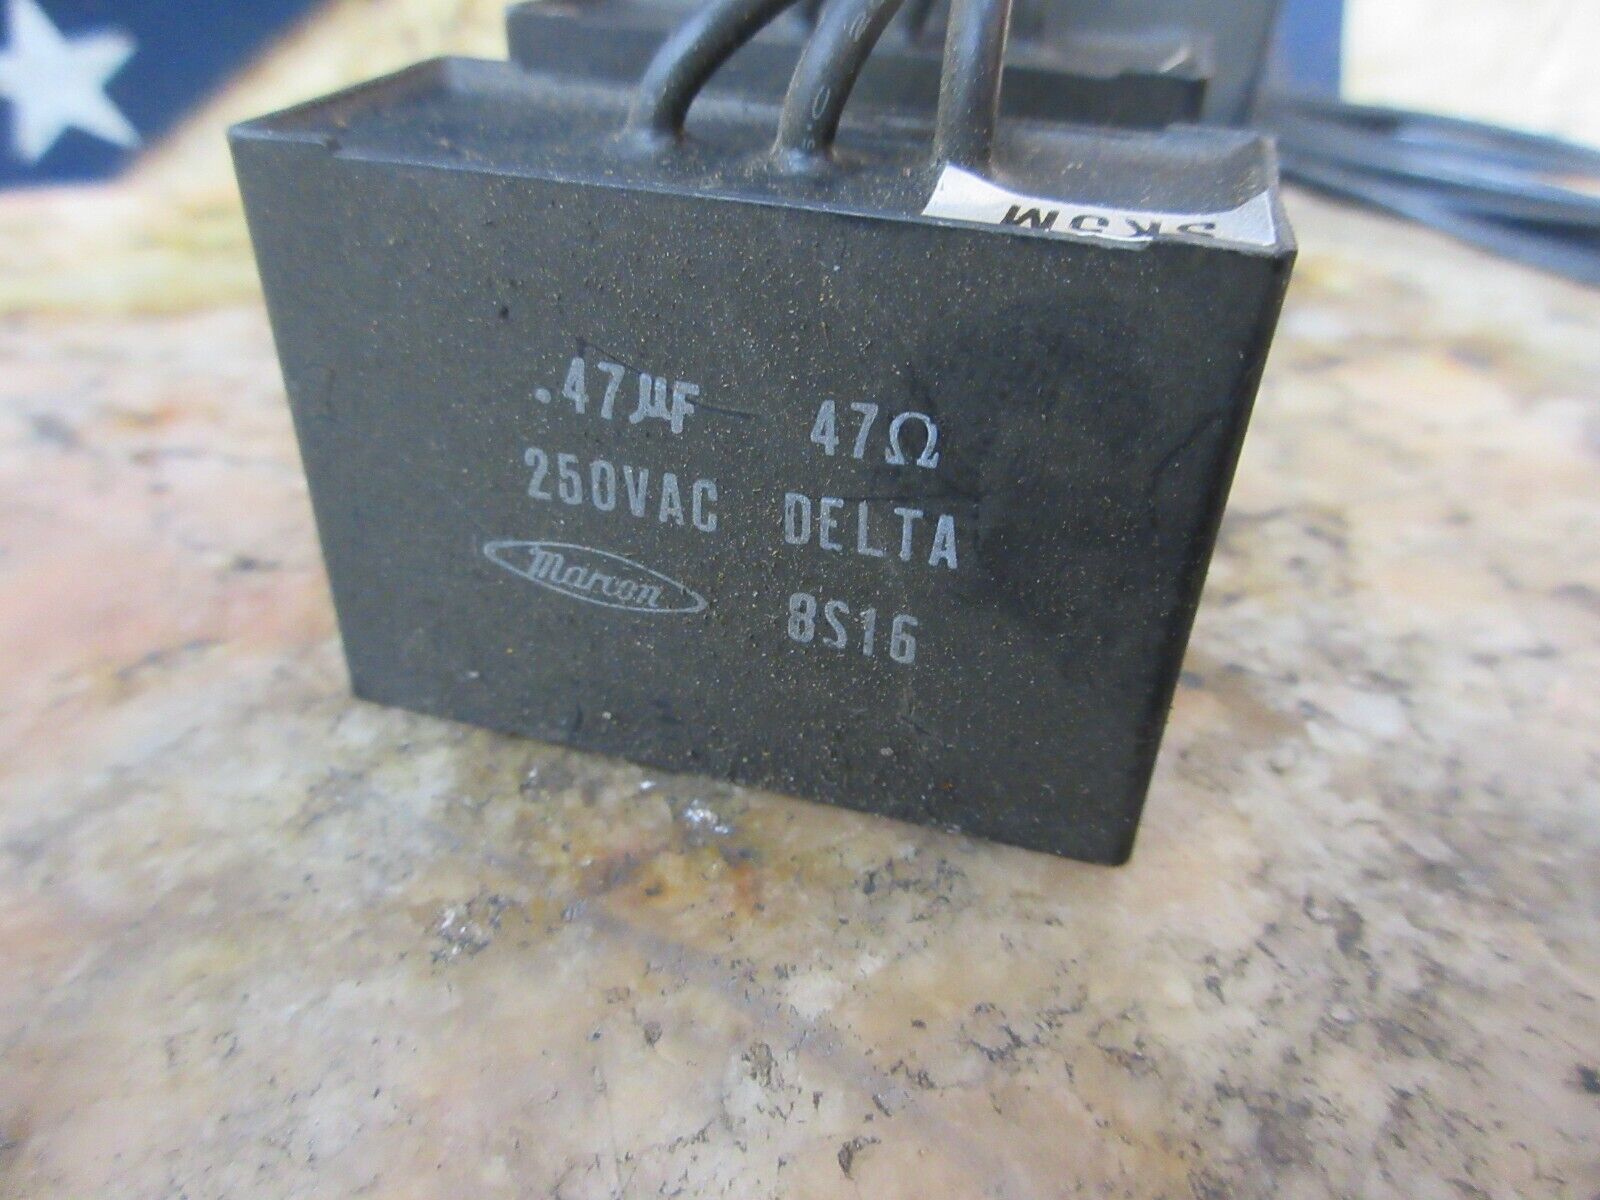 SK3M
.47µF 47Ω
250VAC DELTA
Marcon 8S16